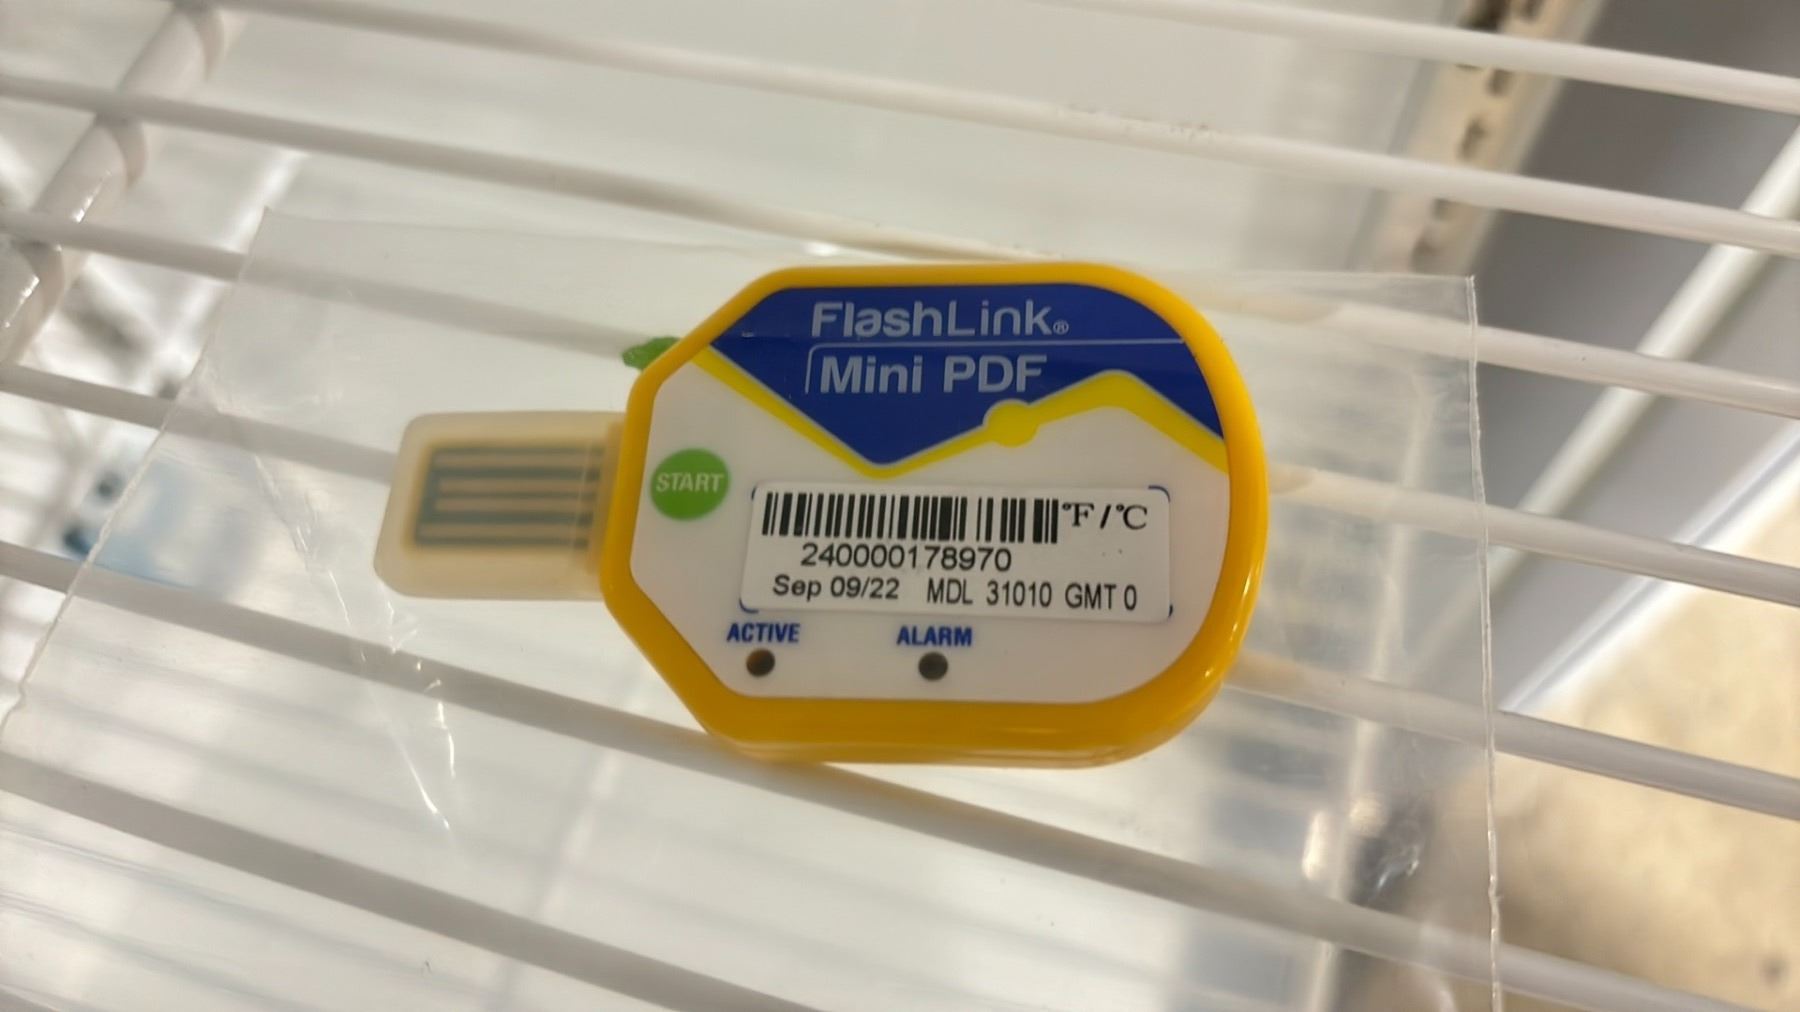 FlashLink®
Mini PDF
START
°F/°C
240000178970
Sep 09/22 MDL 31010 GMT 0
ACTIVE ALARM